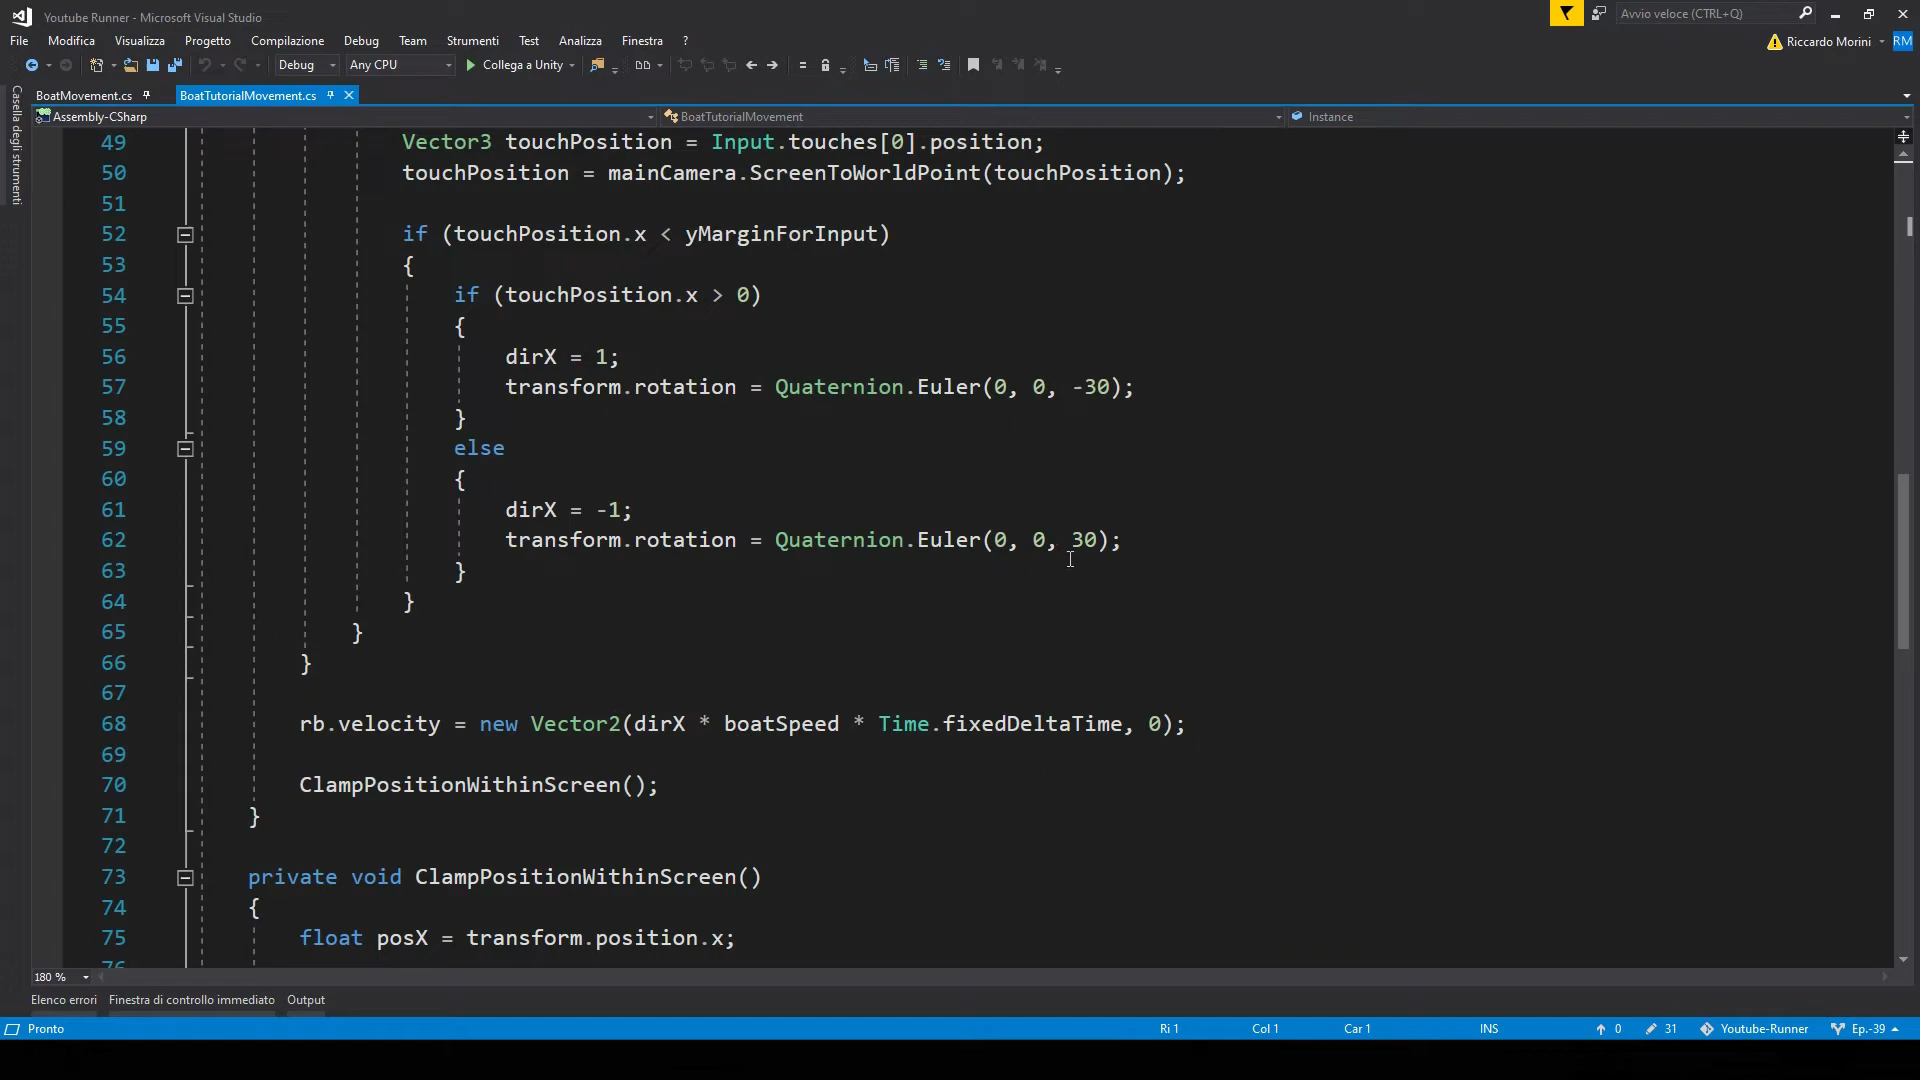 Youtube Runner - Microsoft Visual Studio
Avvio veloce (CTRL+Q)
File Modifica Visualizza Progetto Compilazione Debug Team Strumenti Test Analizza Finestra ?
Riccardo Morini RM
Debug Any CPU Collega a Unity
BoatMovement.cs BoatTutorialMovement.cs
Casella degli strumenti
Assembly-CSharp BoatTutorialMovement Instance
49 Vector3 touchPosition = Input.touches[0].position;
50 touchPosition = mainCamera.ScreenToWorldPoint(touchPosition);
51
52 if (touchPosition.x < yMarginForInput)
53 {
54 if (touchPosition.x > 0)
55 {
56 dirX = 1;
57 transform.rotation = Quaternion.Euler(0, 0, -30);
58 }
59 else
60 {
61 dirX = -1;
62 transform.rotation = Quaternion.Euler(0, 0, 30);
63 }
64 }
65 }
66 }
67
68 rb.velocity = new Vector2(dirX * boatSpeed * Time.fixedDeltaTime, 0);
69
70 ClampPositionWithinScreen();
71 }
72
73 private void ClampPositionWithinScreen()
74 {
75 float posX = transform.position.x;
76
180 %
Elenco errori Finestra di controllo immediato Output
Pronto Ri 1 Col 1 Car 1 INS 0 31 Youtube-Runner Ep.-39